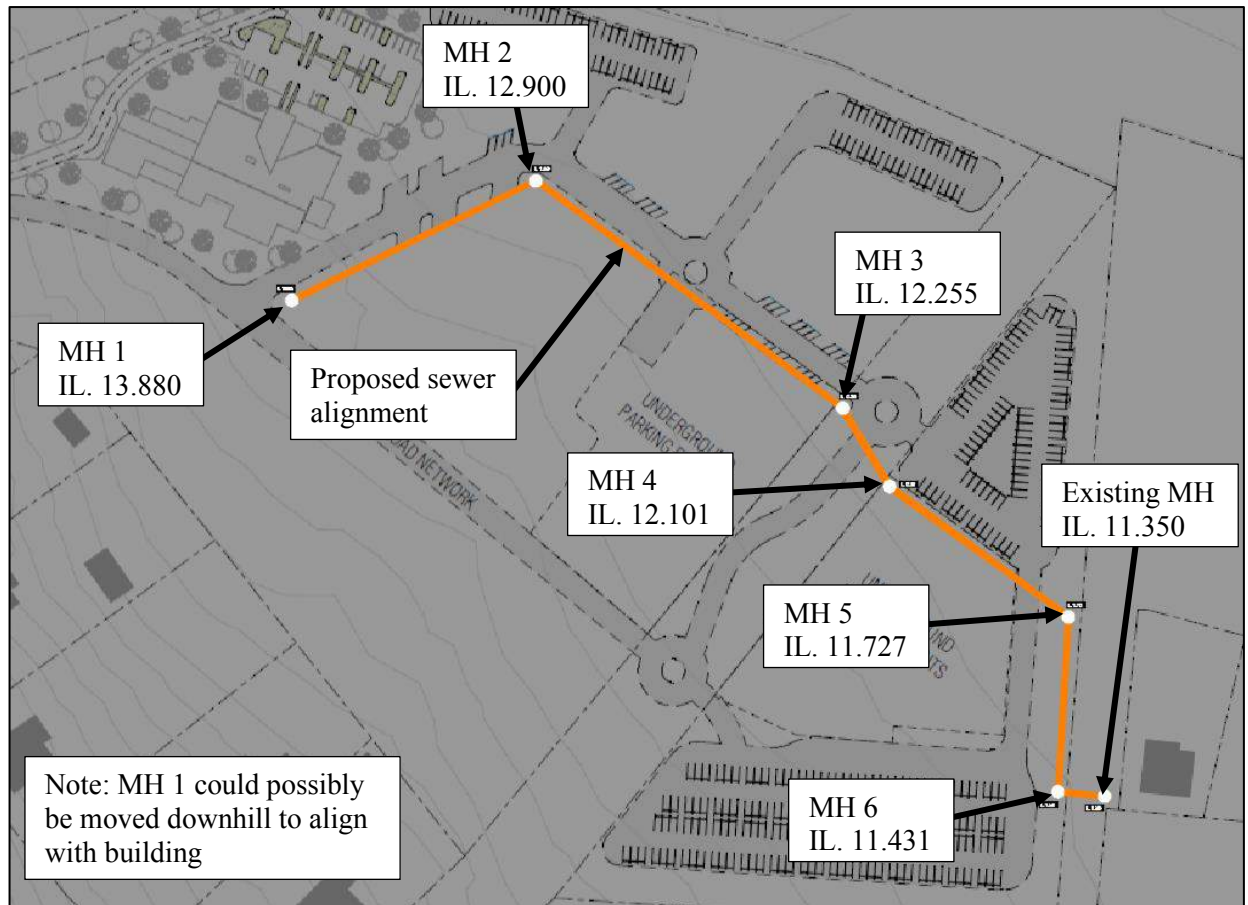 MH 2
IL. 12.900
MH 3
IL. 12.255
MH 1
IL. 13.880
Proposed sewer
alignment
UNDERGROUND
PARKING
ROAD NETWORK
MH 4
IL. 12.101
Existing MH
IL. 11.350
MH 5
IL. 11.727
MH 6
IL. 11.431
Note: MH 1 could possibly
be moved downhill to align
with building